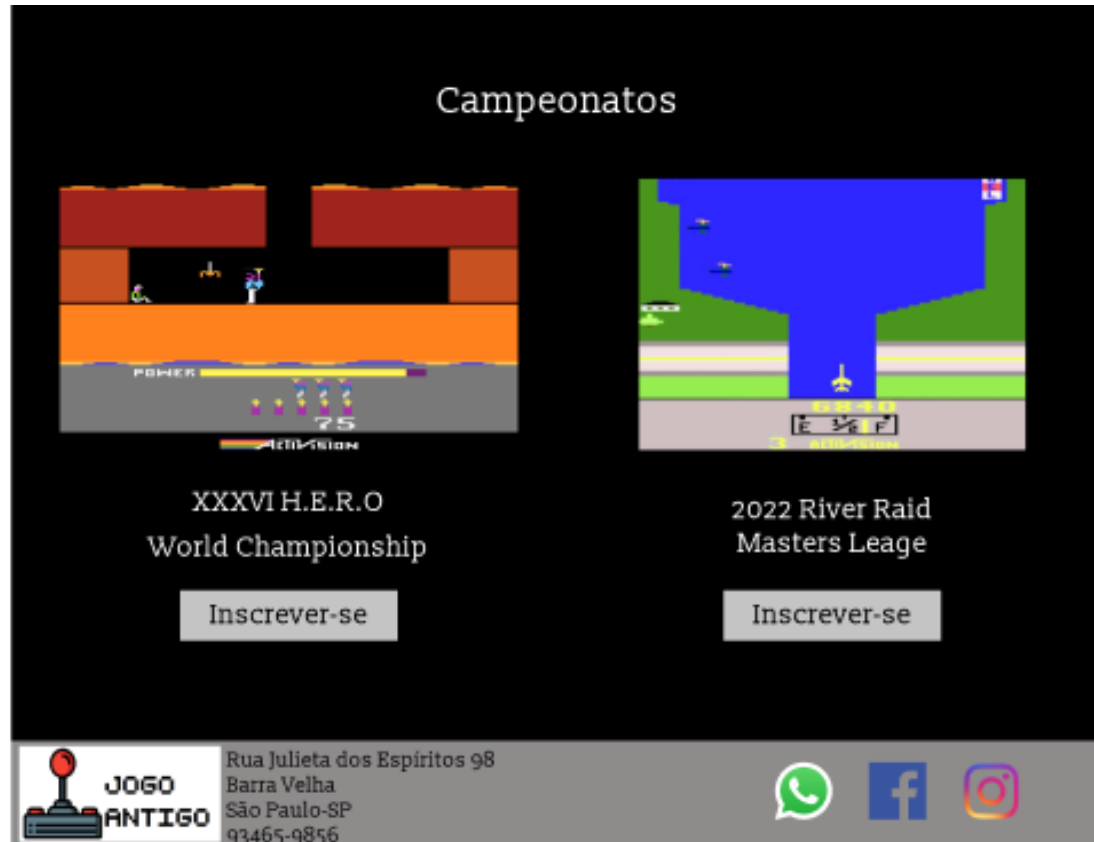 Campeonatos
POWER
75
ACTIVISION
6840
E ½ F
3 ACTIVISION
XXXVI H.E.R.O
World Championship
2022 River Raid
Masters Leage
Inscrever-se
Inscrever-se
JOGO
ANTIGO
Rua Julieta dos Espíritos 98
Barra Velha
São Paulo-SP
93465-9856